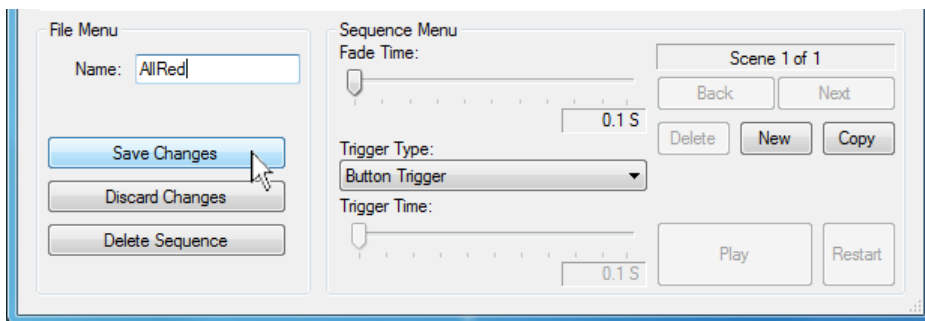 File Menu
Name: AllRed
Save Changes
Discard Changes
Delete Sequence
Sequence Menu
Fade Time:
0.1 S
Trigger Type:
Button Trigger
Trigger Time:
0.1 S
Scene 1 of 1
Back Next
Delete New Copy
Play Restart